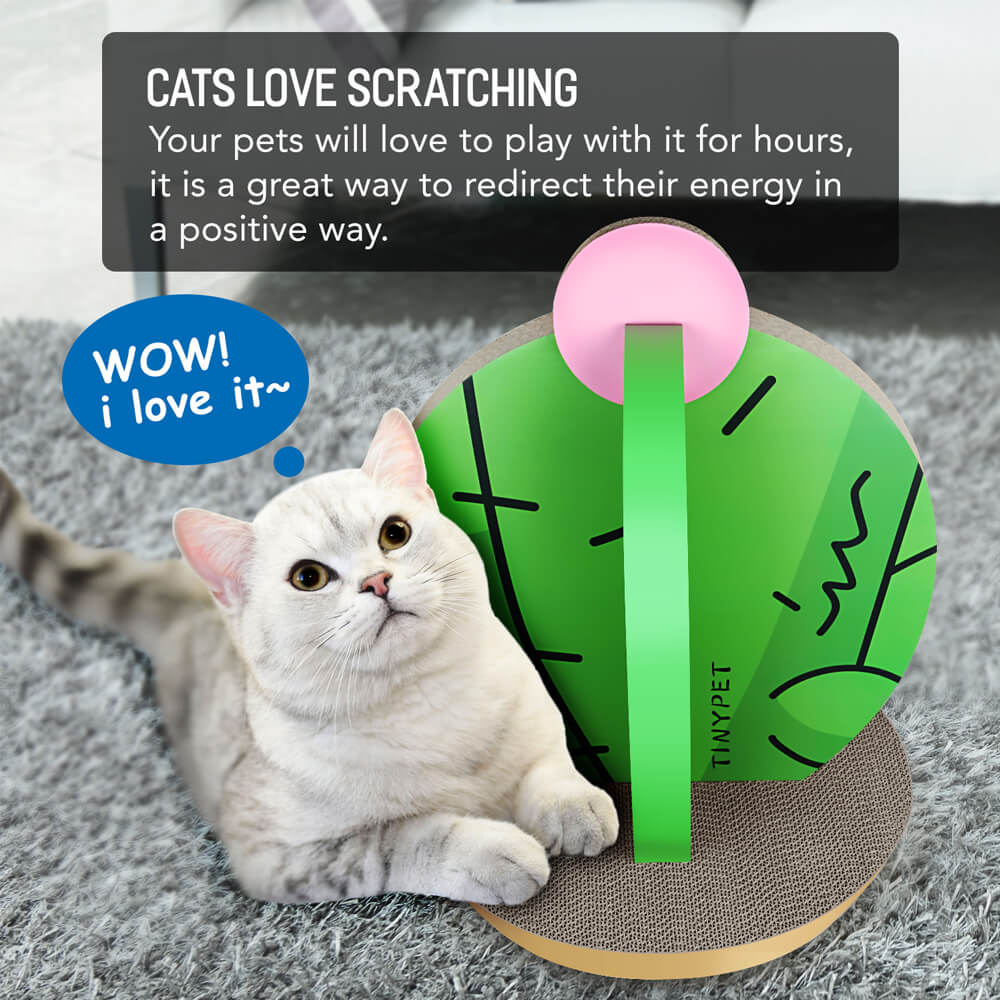 CATS LOVE SCRATCHING
Your pets will love to play with it for hours,
it is a great way to redirect their energy in
a positive way.
WOW!
i love it~
TINYPET